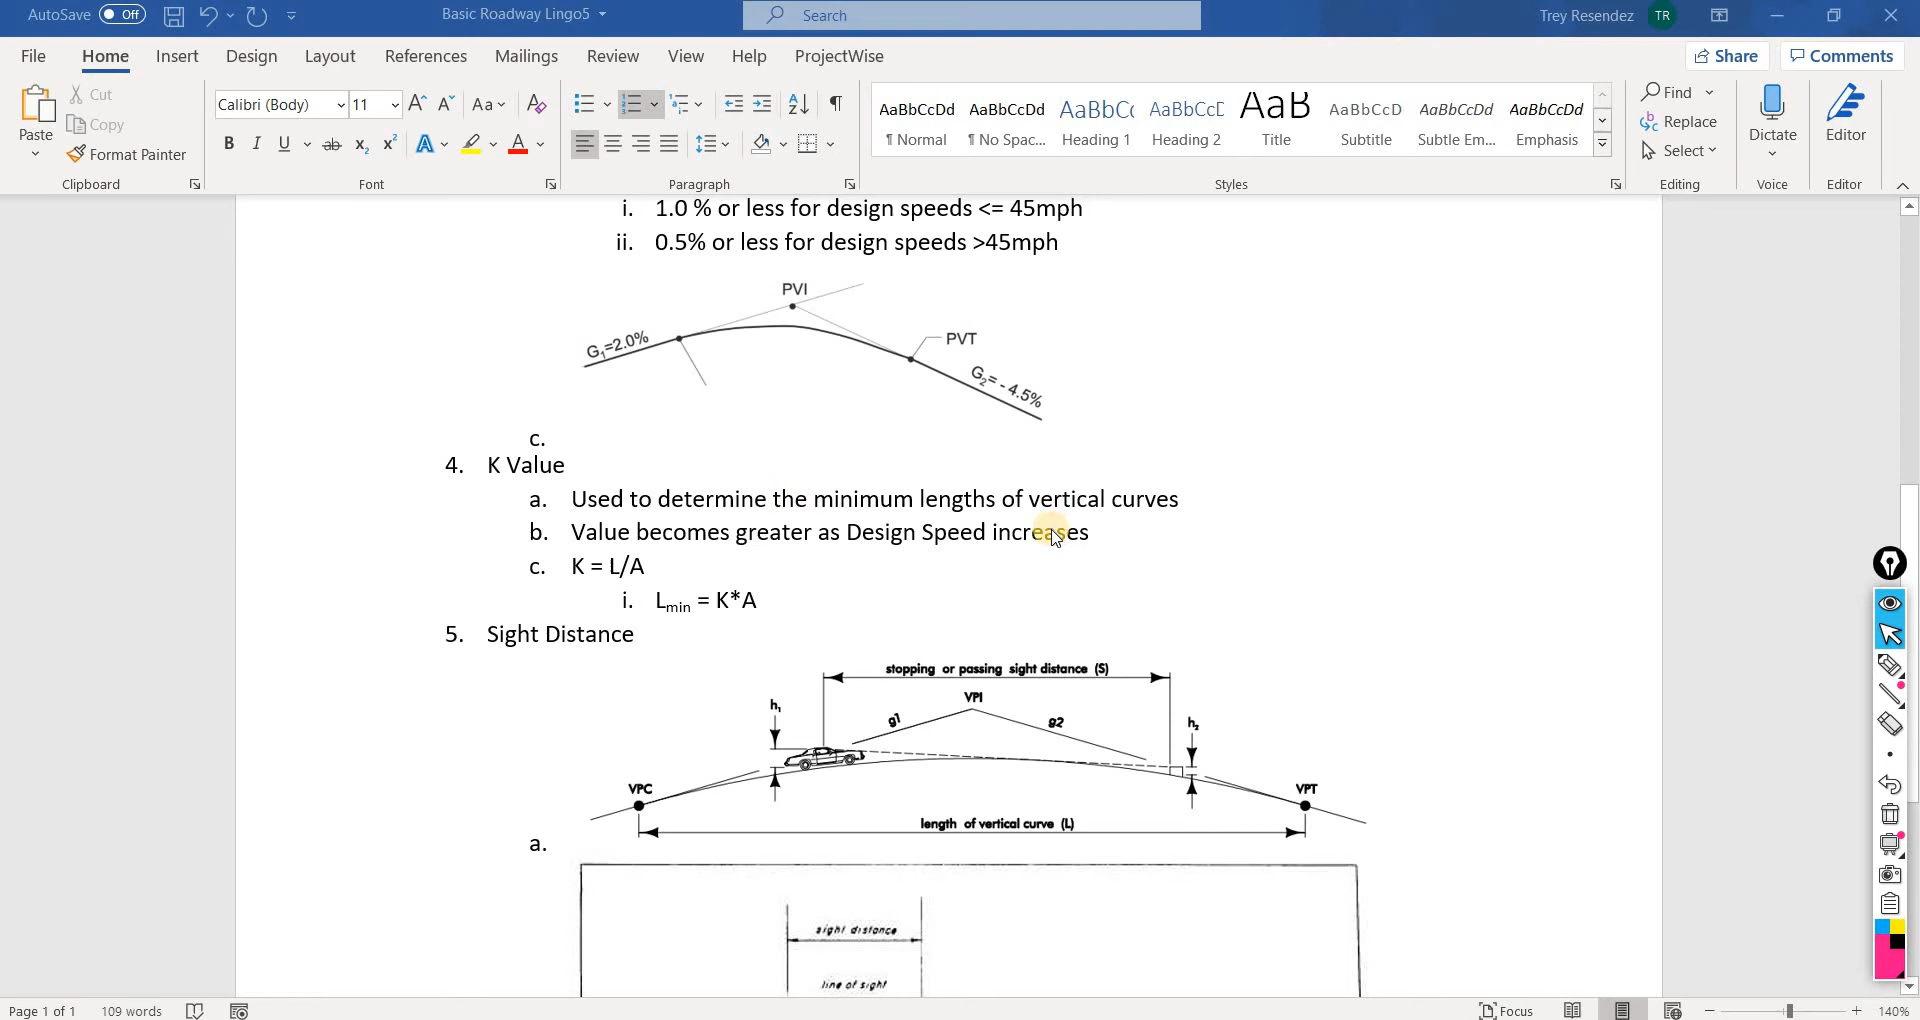 AutoSave Off
Basic Roadway Lingo5
Search
Trey Resendez TR
File Home Insert Design Layout References Mailings Review View Help ProjectWise
Share Comments
Paste
Cut
Copy
Format Painter
Clipboard
Calibri (Body) 11
Aa
B I U ab x2 x2 A A
Font
Paragraph
AaBbCcDd AaBbCcDd AaBbC( AaBbCcE AaB AaBbCcD AaBbCcDd AaBbCcDd
¶ Normal ¶ No Spac... Heading 1 Heading 2 Title Subtitle Subtle Em... Emphasis
Styles
Find
Replace
Select
Editing
Dictate
Voice
Editor
Editor
i. 1.0 % or less for design speeds <= 45mph
ii. 0.5% or less for design speeds >45mph
PVI
G1=2.0%
PVT
G2= - 4.5%
c.
4. K Value
a. Used to determine the minimum lengths of vertical curves
b. Value becomes greater as Design Speed increases
c. K = L/A
i. Lmin = K*A
5. Sight Distance
stopping or passing sight distance (S)
VPI
h1
g1 g2
h2
VPC
VPT
length of vertical curve (L)
a.
sight distance
line of sight
Page 1 of 1 109 words
Focus
140%